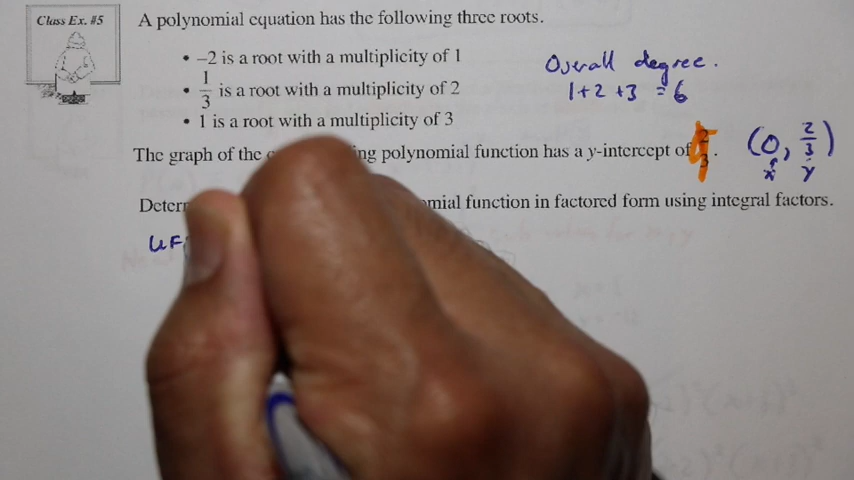 Class Ex. #5
A polynomial equation has the following three roots.
• –2 is a root with a multiplicity of 1
• 1/3 is a root with a multiplicity of 2
• 1 is a root with a multiplicity of 3
Overall degree.
1+2+3 = 6
The graph of the ing polynomial function has a y-intercept of 2/3.
(0, 2/3)
x y
Deter mial function in factored form using integral factors.
UF